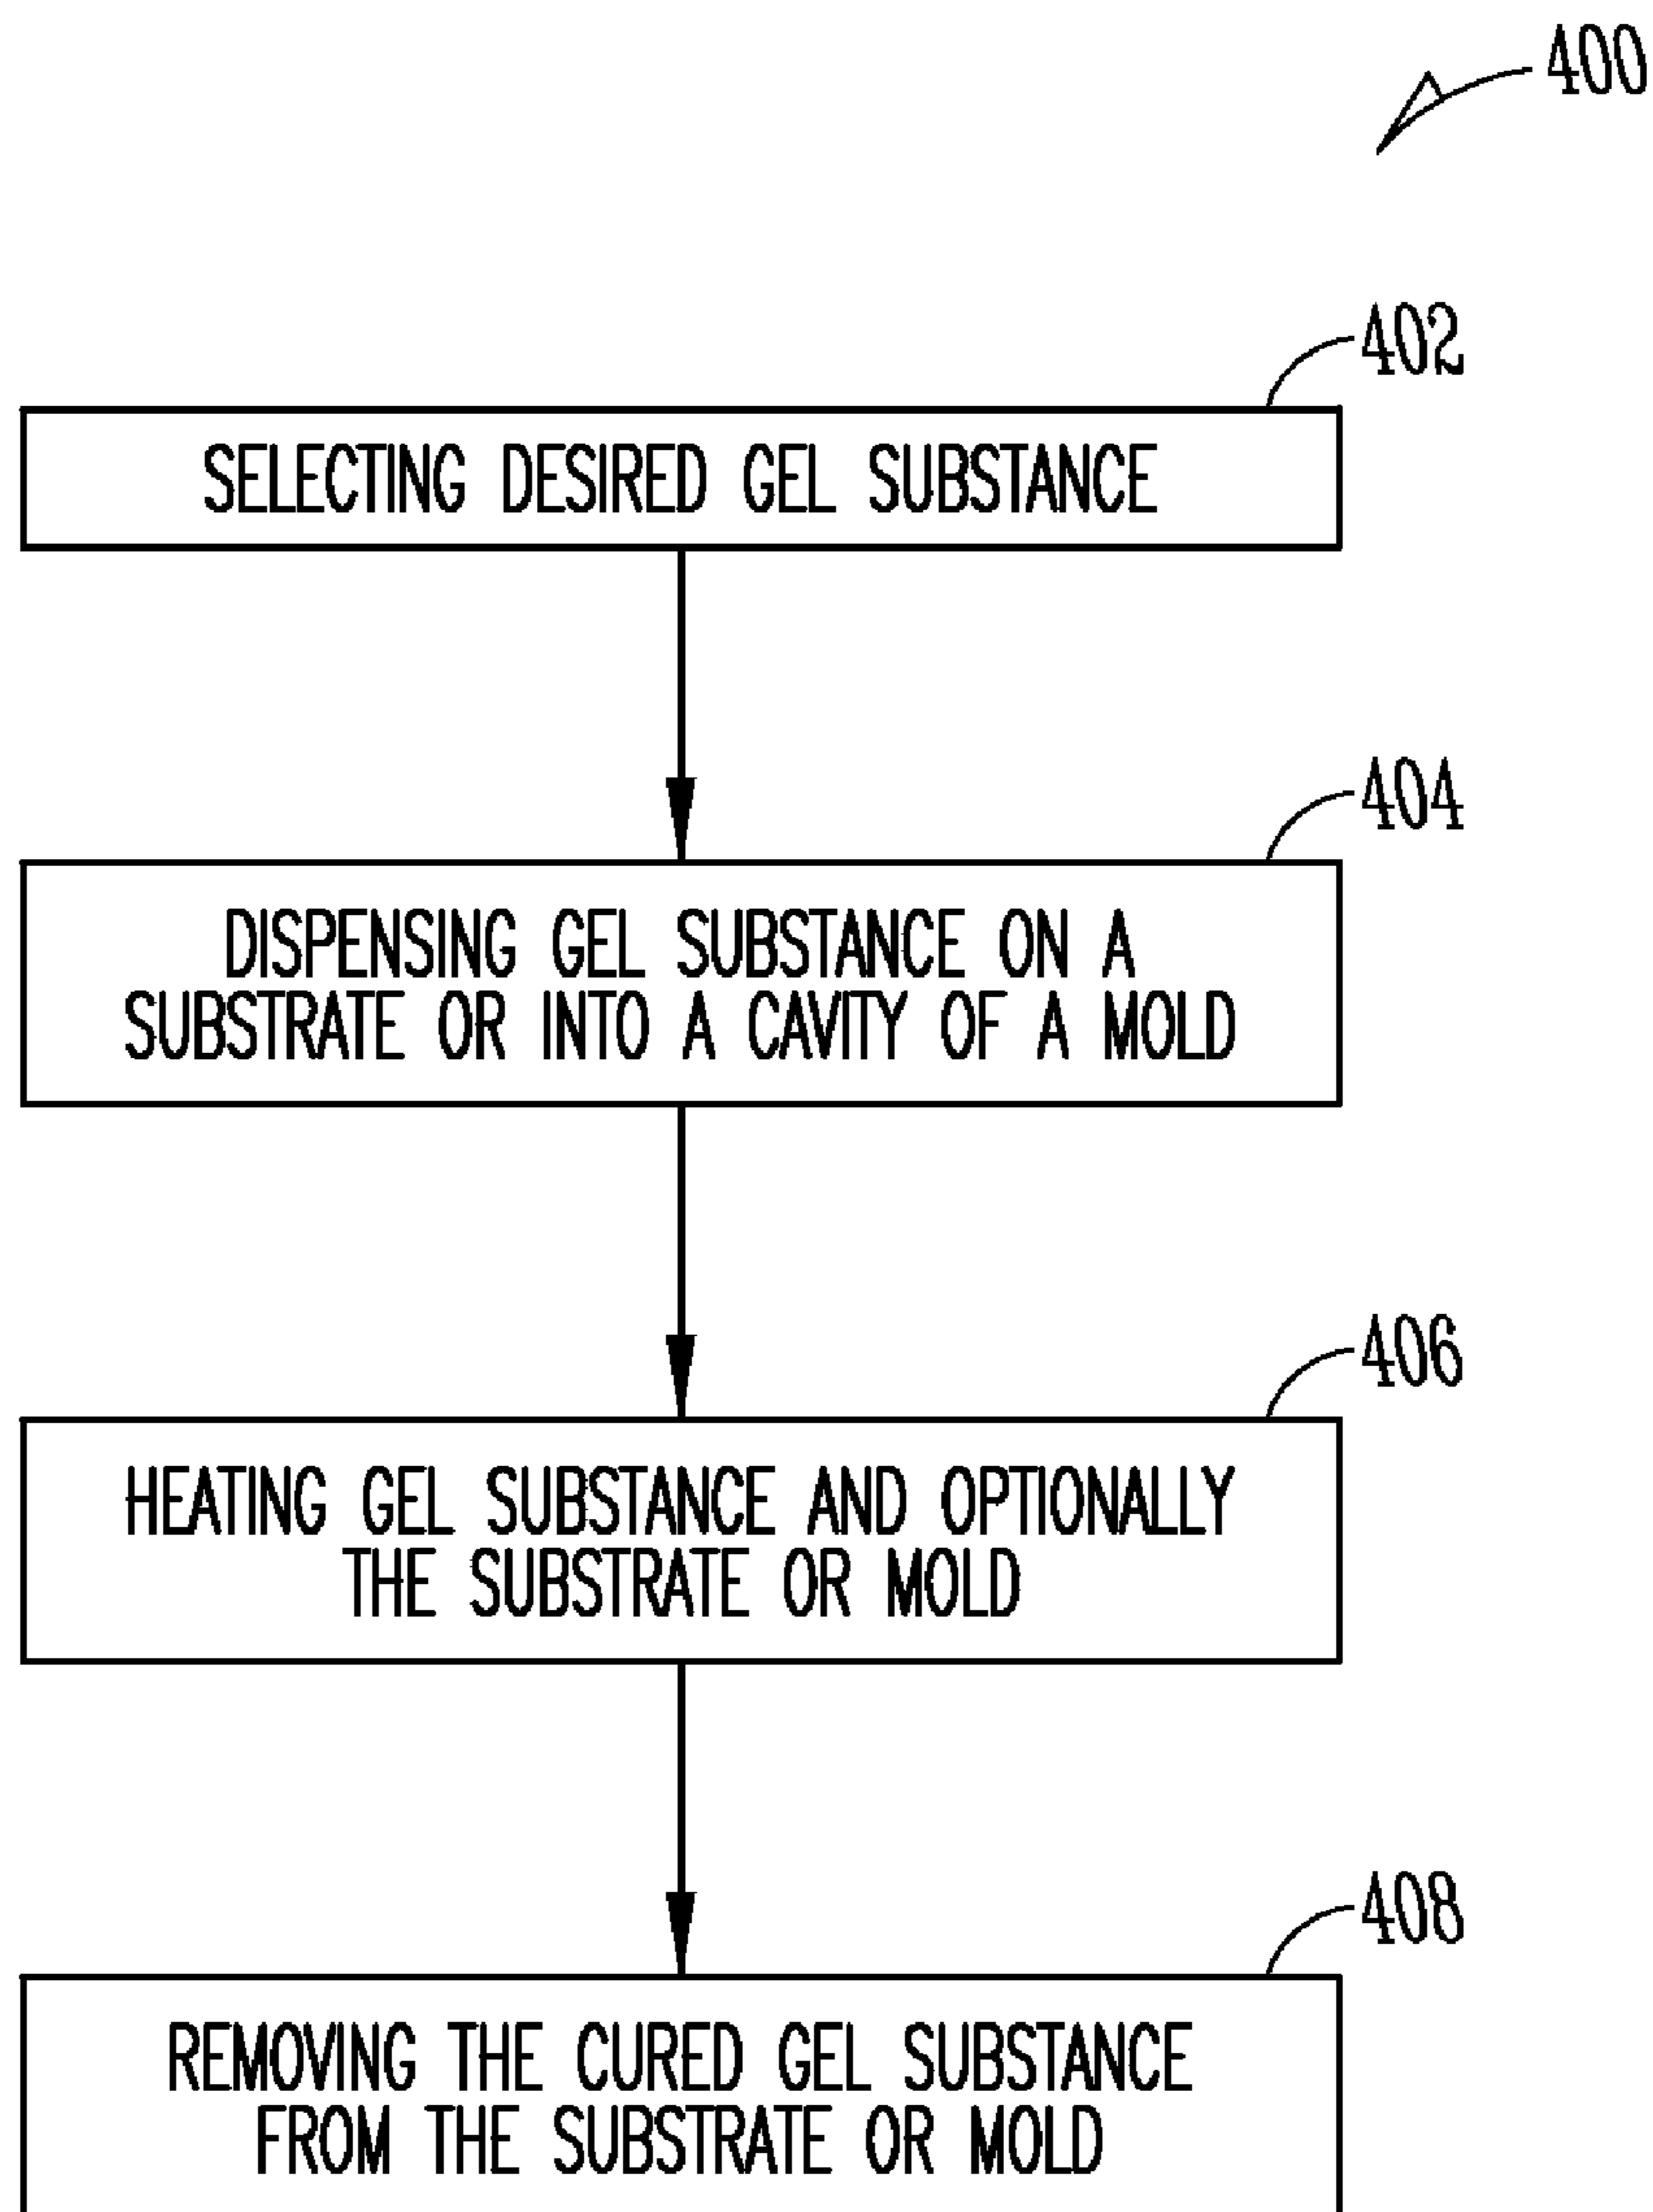 400
402
SELECTING DESIRED GEL SUBSTANCE
404
DISPENSING GEL SUBSTANCE ON A
SUBSTRATE OR INTO A CAVITY OF A MOLD
406
HEATING GEL SUBSTANCE AND OPTIONALLY
THE SUBSTRATE OR MOLD
408
REMOVING THE CURED GEL SUBSTANCE
FROM THE SUBSTRATE OR MOLD